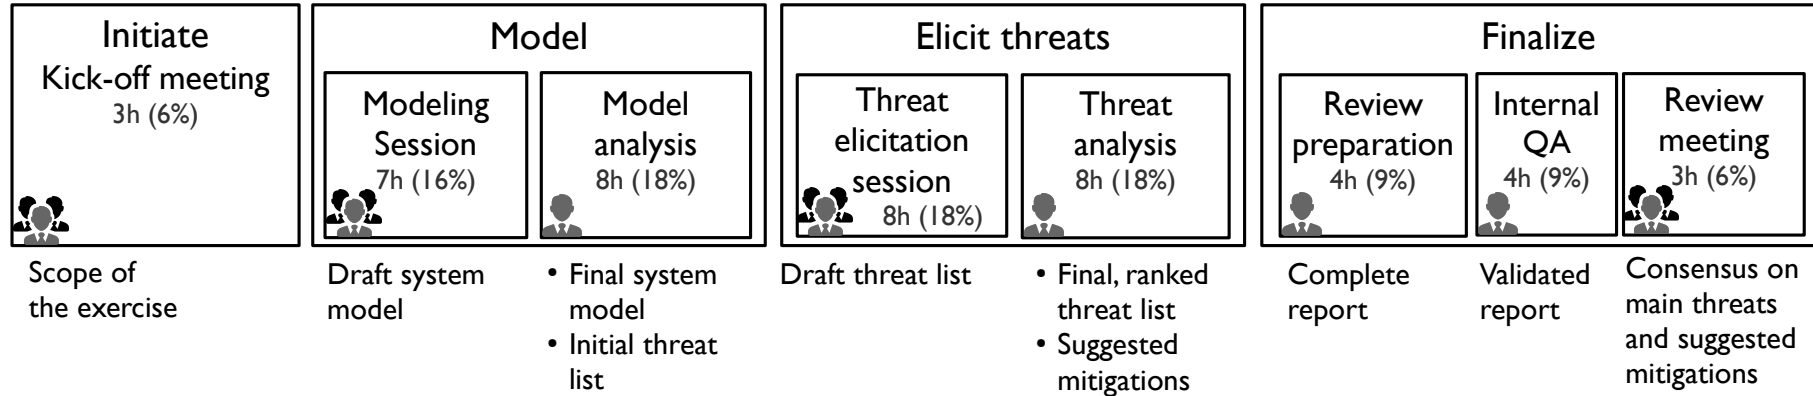 Initiate
Kick-off meeting
3h (6%)
Scope of
the exercise
Model
Modeling
Session
7h (16%)
Draft system
model
Model
analysis
8h (18%)
• Final system
model
• Initial threat
list
Elicit threats
Threat
elicitation
session
8h (18%)
Draft threat list
Threat
analysis
8h (18%)
• Final, ranked
threat list
• Suggested
mitigations
Finalize
Review
preparation
4h (9%)
Complete
report
Internal
QA
4h (9%)
Validated
report
Review
meeting
3h (6%)
Consensus on
main threats
and suggested
mitigations